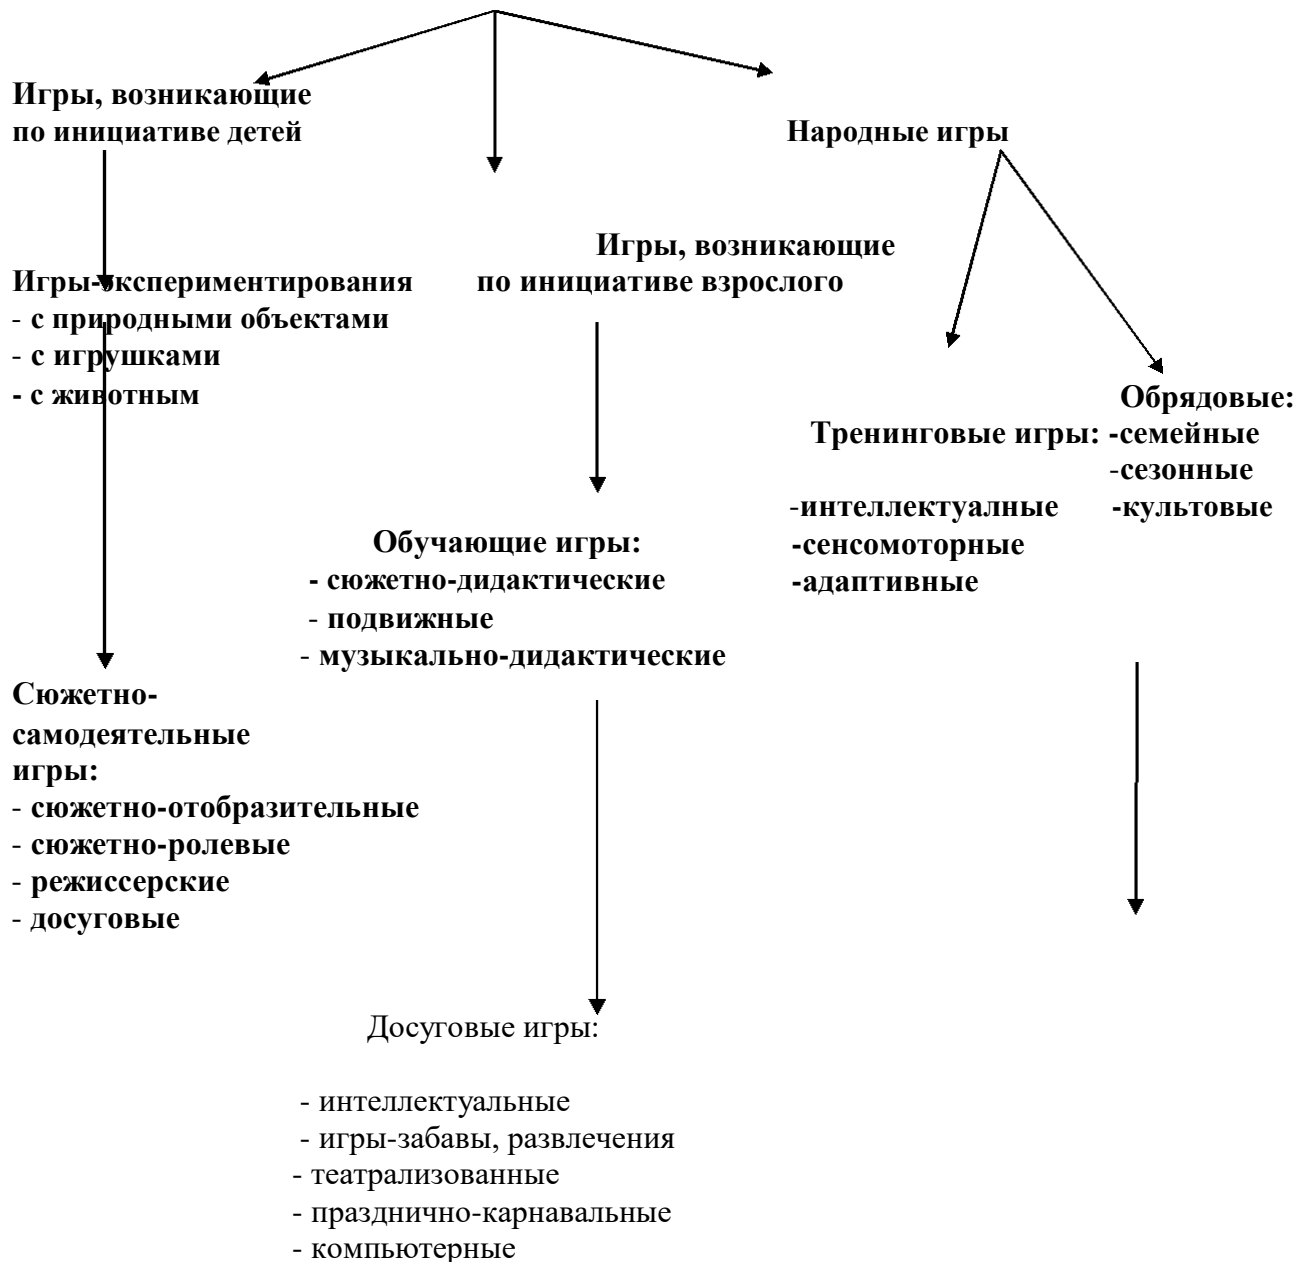 Игры, возникающие
по инициативе детей
Народные игры
Игры, возникающие
по инициативе взрослого
Игры-экспериментирования
- с природными объектами
- с игрушками
- с животным
Обрядовые:
-семейные
-сезонные
-культовые
Тренинговые игры:
-интеллектуалные
-сенсомоторные
-адаптивные
Обучающие игры:
- сюжетно-дидактические
- подвижные
- музыкально-дидактические
Сюжетно-
самодеятельные
игры:
- сюжетно-отобразительные
- сюжетно-ролевые
- режиссерские
- досуговые
Досуговые игры:
- интеллектуальные
- игры-забавы, развлечения
- театрализованные
- празднично-карнавальные
- компьютерные